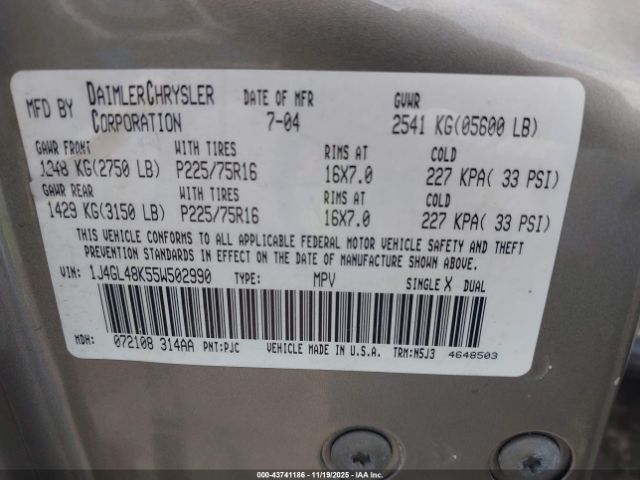 MFD BY DAIMLERCHRYSLER CORPORATION DATE OF MFR 7-04 GVWR 2541 KG(05600 LB)
GAWR FRONT WITH TIRES RIMS AT COLD
1248 KG(2750 LB) P225/75R16 16X7.0 227 KPA( 33 PSI)
GAWR REAR WITH TIRES RIMS AT COLD
1429 KG(3150 LB) P225/75R16 16X7.0 227 KPA( 33 PSI)
THIS VEHICLE CONFORMS TO ALL APPLICABLE FEDERAL MOTOR VEHICLE SAFETY AND THEFT
PREVENTION STANDARDS IN EFFECT ON THE DATE OF MANUFACTURE SHOWN ABOVE.
VIN: 1J4GL48K55W502990 TYPE: MPV SINGLE X DUAL
MDH: 072108 314AA PNT:PJC VEHICLE MADE IN U.S.A. TRM:N5J3 4648503
© IAA 00-43741186 — 11/19/2025 — IAA Holdings, LLC